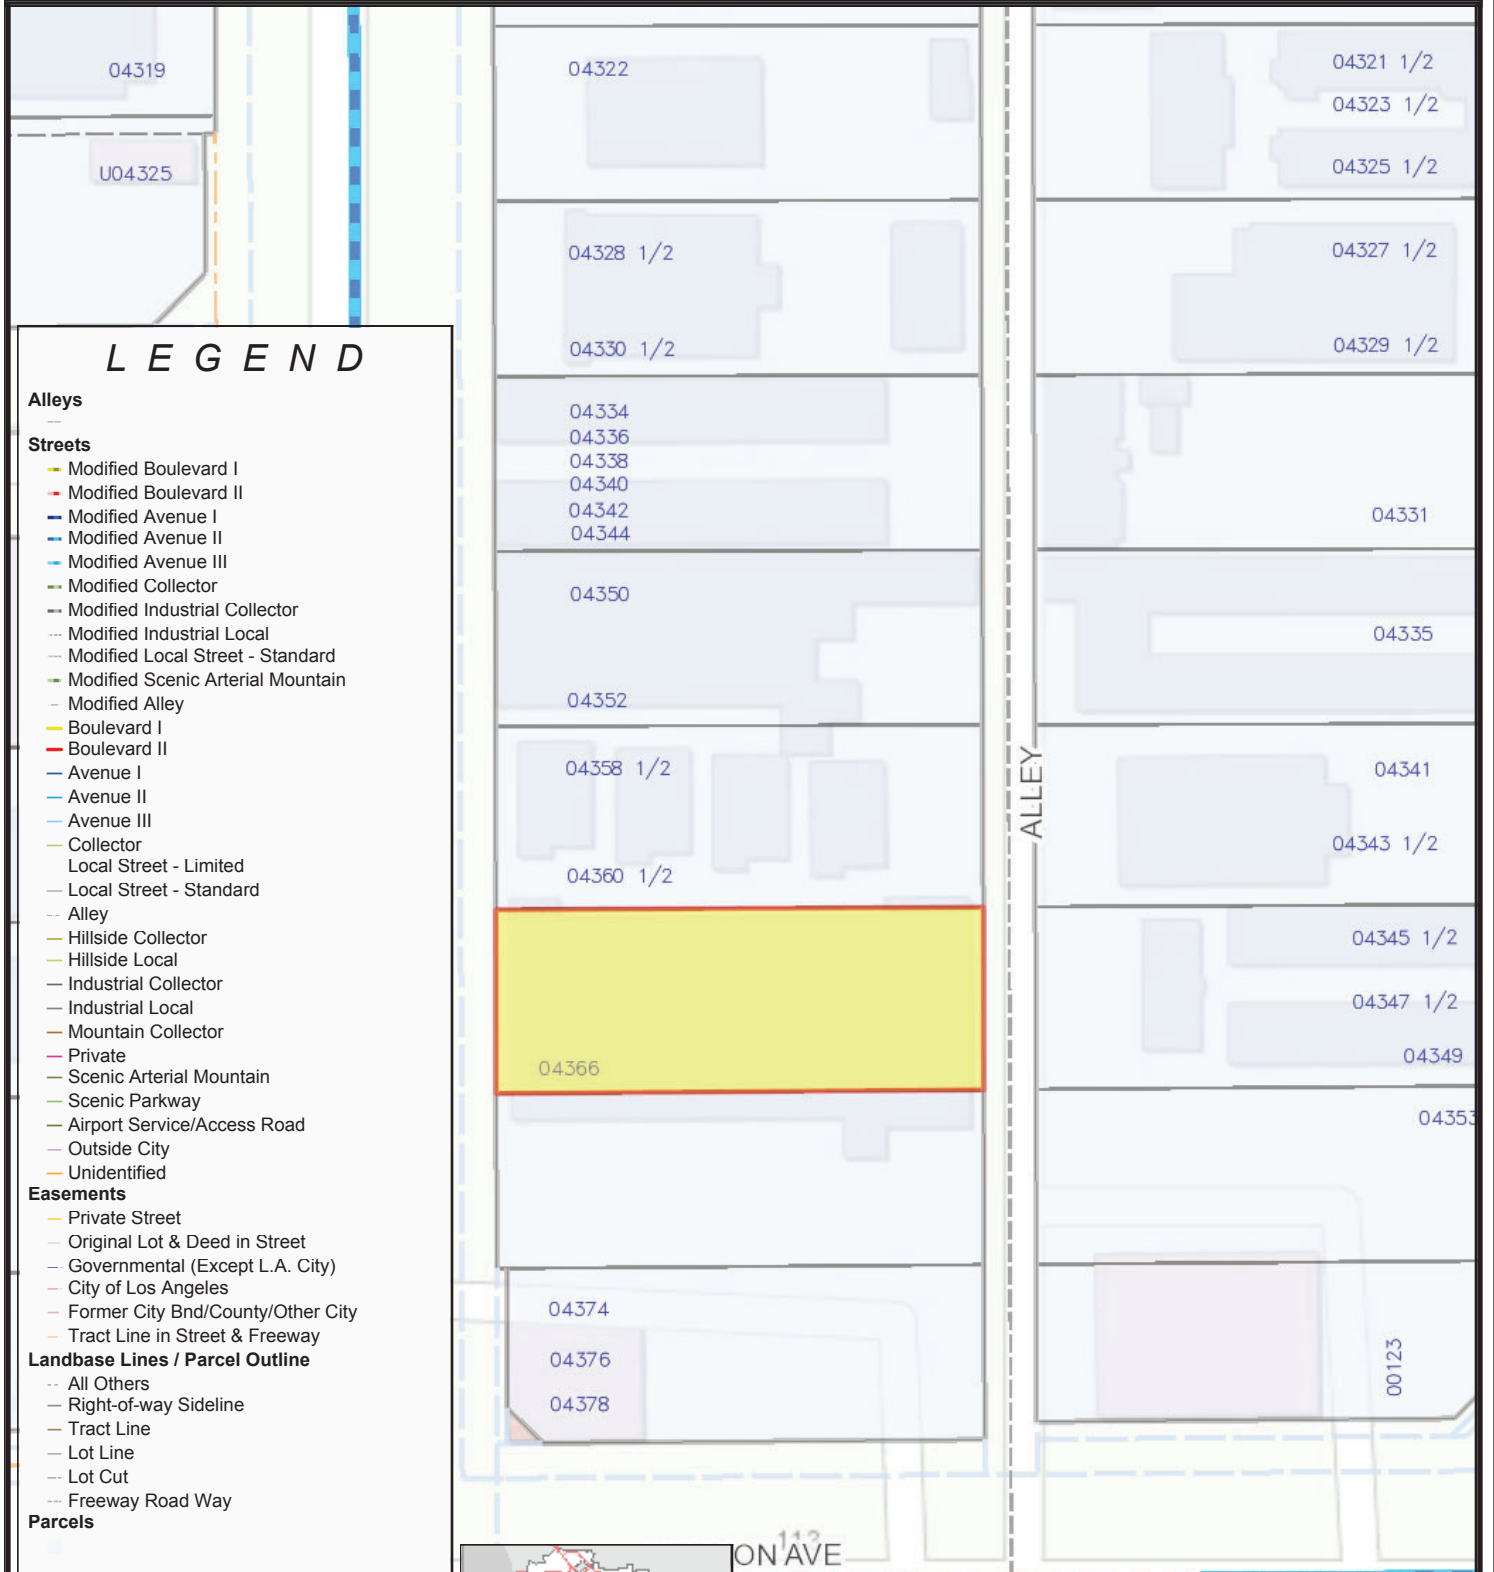 04319
U04325
04322
04328 1/2
04330 1/2
04334
04336
04338
04340
04342
04344
04350
04352
04358 1/2
04360 1/2
04366
04374
04376
04378
ALLEY
04321 1/2
04323 1/2
04325 1/2
04327 1/2
04329 1/2
04331
04335
04341
04343 1/2
04345 1/2
04347 1/2
04349
04353
00123
LEGEND
Alleys
Streets
Modified Boulevard I
Modified Boulevard II
Modified Avenue I
Modified Avenue II
Modified Avenue III
Modified Collector
Modified Industrial Collector
Modified Industrial Local
Modified Local Street - Standard
Modified Scenic Arterial Mountain
Modified Alley
Boulevard I
Boulevard II
Avenue I
Avenue II
Avenue III
Collector
Local Street - Limited
Local Street - Standard
Alley
Hillside Collector
Hillside Local
Industrial Collector
Industrial Local
Mountain Collector
Private
Scenic Arterial Mountain
Scenic Parkway
Airport Service/Access Road
Outside City
Unidentified
Easements
Private Street
Original Lot & Deed in Street
Governmental (Except L.A. City)
City of Los Angeles
Former City Bnd/County/Other City
Tract Line in Street & Freeway
Landbase Lines / Parcel Outline
All Others
Right-of-way Sideline
Tract Line
Lot Line
Lot Cut
Freeway Road Way
Parcels
ON AVE